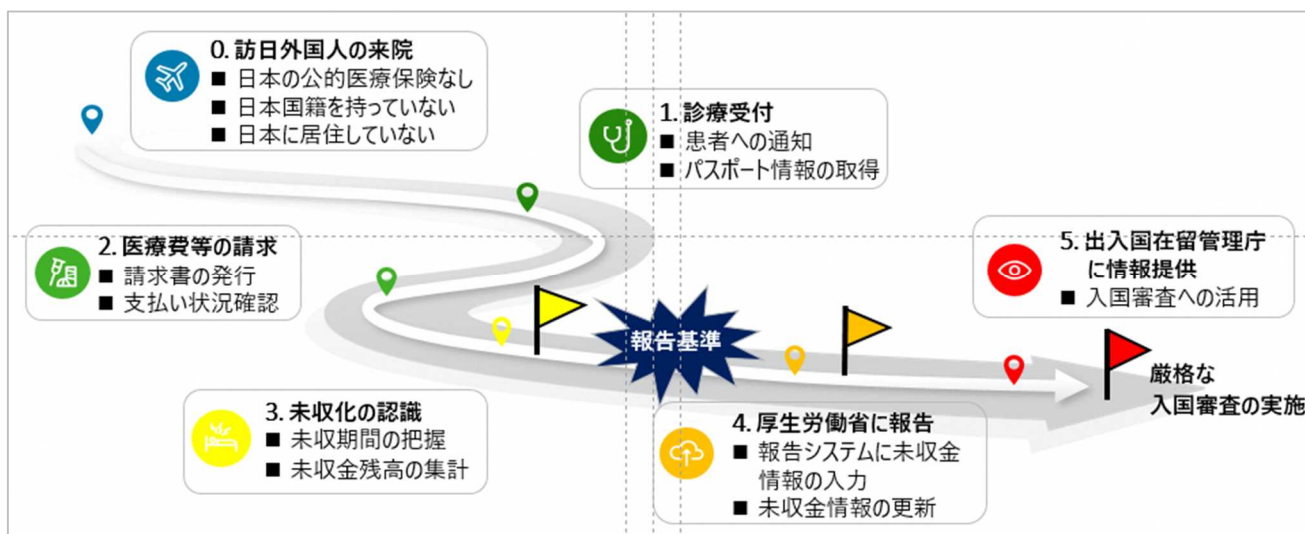 0. 訪日外国人の来院
■ 日本の公的医療保険なし
■ 日本国籍を持っていない
■ 日本に居住していない
1. 診療受付
■ 患者への通知
■ パスポート情報の取得
2. 医療費等の請求
■ 請求書の発行
■ 支払い状況確認
3. 未収化の認識
■ 未収期間の把握
■ 未収金残高の集計
報告基準
4. 厚生労働省に報告
■ 報告システムに未収金
情報の入力
■ 未収金情報の更新
5. 出入国在留管理庁
に情報提供
■ 入国審査への活用
厳格な
入国審査の実施